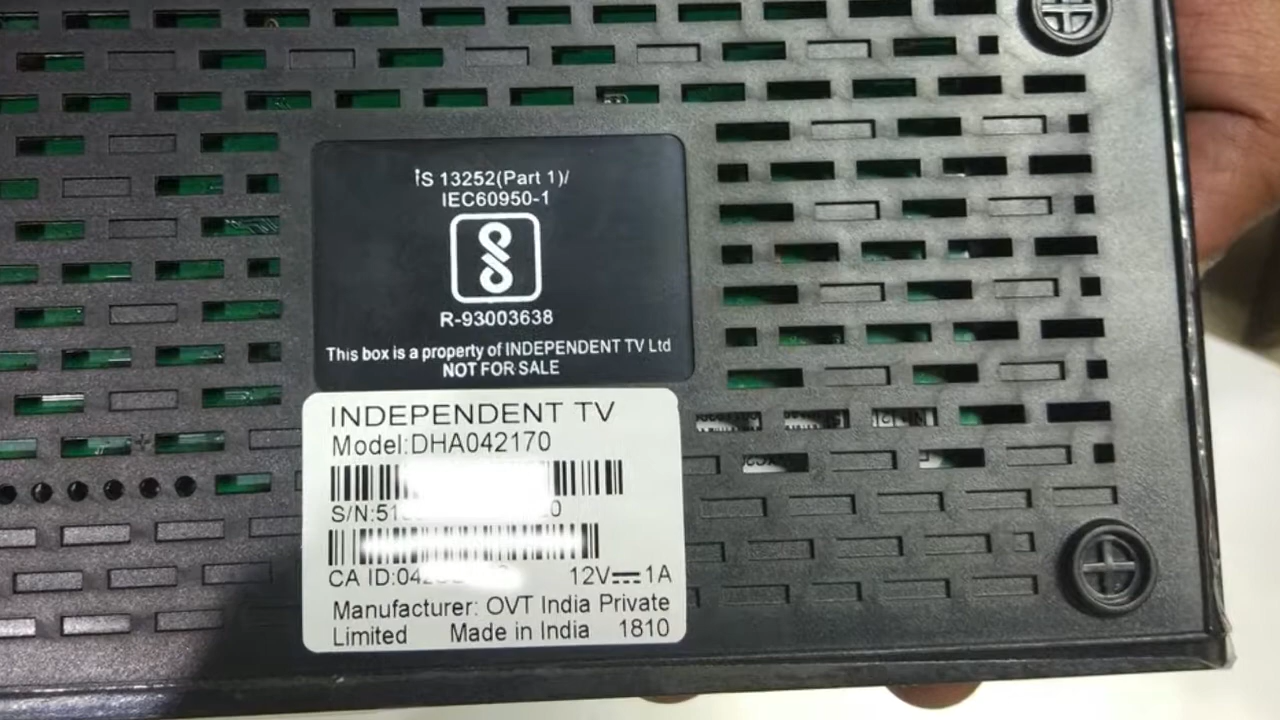 IS 13252(Part 1)/
IEC60950-1
R-93003638
This box is a property of INDEPENDENT TV Ltd
NOT FOR SALE
INDEPENDENT TV
Model:DHA042170
S/N:51
CA ID:04
12V 1A
Manufacturer: OVT India Private
Limited Made in India 1810